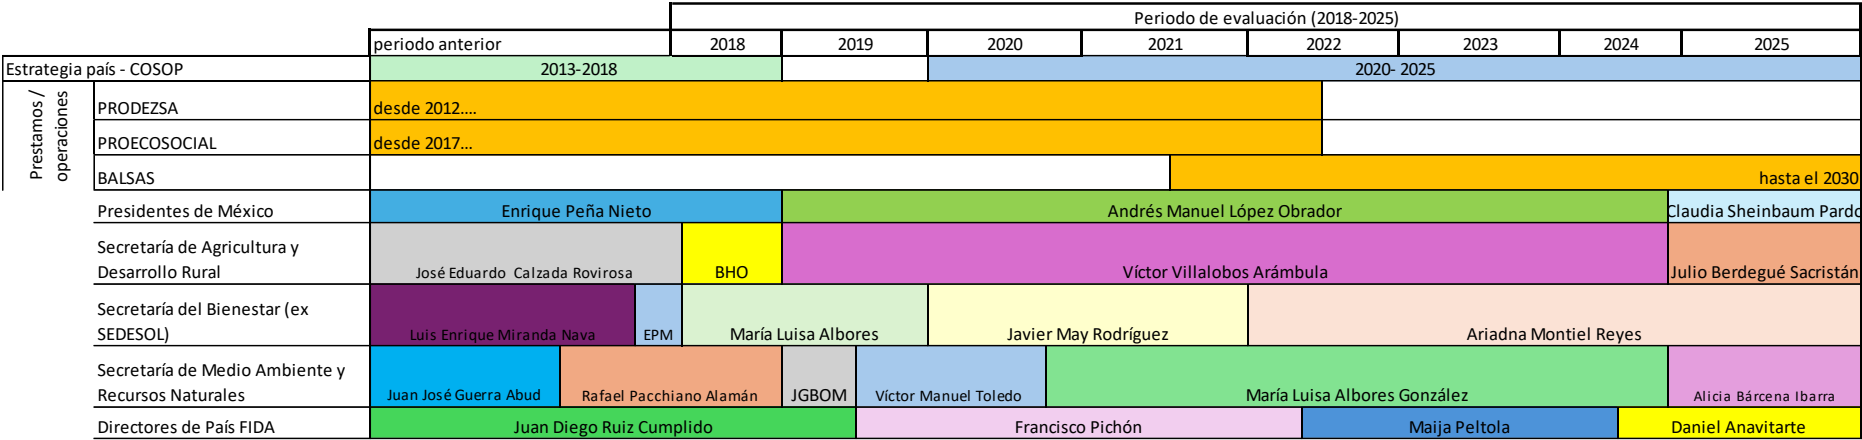 Periodo de evaluación (2018-2025)
periodo anterior 2018 2019 2020 2021 2022 2023 2024 2025
Estrategia país - COSOP 2013-2018 2020- 2025
Prestamos /
operaciones
PRODEZSA desde 2012....
PROECOSOCIAL desde 2017...
BALSAS hasta el 2030
Presidentes de México Enrique Peña Nieto Andrés Manuel López Obrador Claudia Sheinbaum Pardo
Secretaría de Agricultura y
Desarrollo Rural José Eduardo Calzada Rovirosa BHO Víctor Villalobos Arámbula Julio Berdegué Sacristán
Secretaría del Bienestar (ex
SEDESOL) Luis Enrique Miranda Nava EPM María Luisa Albores Javier May Rodríguez Ariadna Montiel Reyes
Secretaría de Medio Ambiente y
Recursos Naturales Juan José Guerra Abud Rafael Pacchiano Alamán JGBOM Víctor Manuel Toledo María Luisa Albores González Alicia Bárcena Ibarra
Directores de País FIDA Juan Diego Ruiz Cumplido Francisco Pichón Maija Peltola Daniel Anavitarte